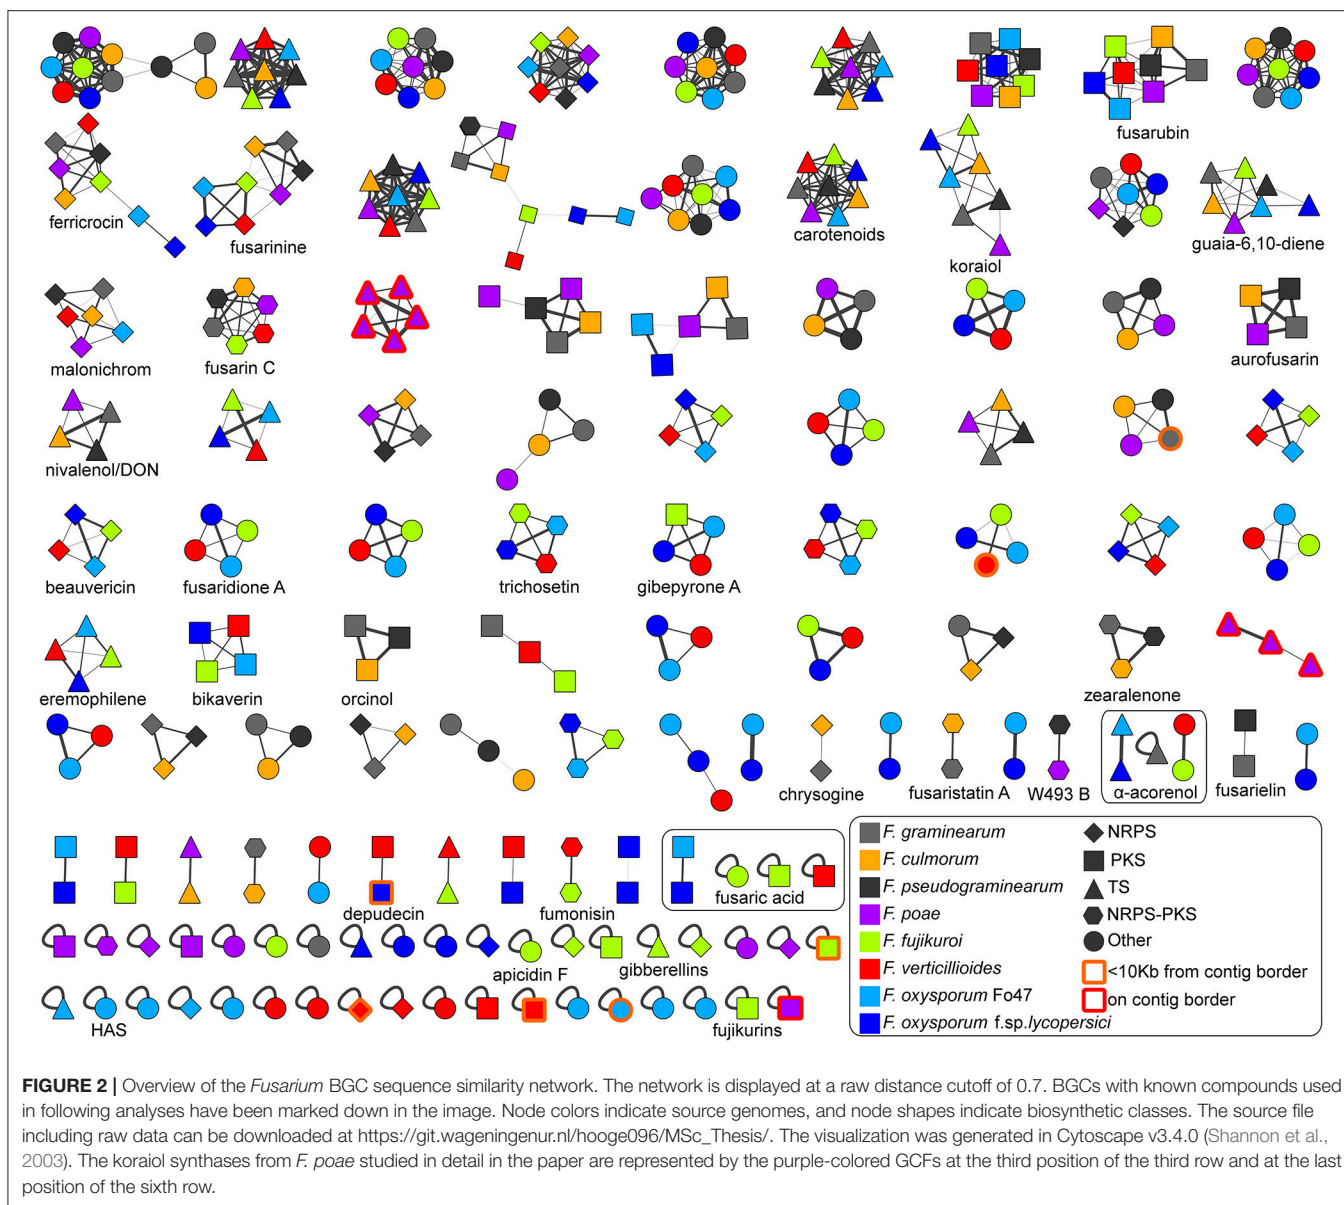 fusarubin
ferricrocin
fusarinine
carotenoids
koraiol
guaia-6,10-diene
malonichrom
fusarin C
aurofusarin
nivalenol/DON
beauvericin
fusaridione A
trichosetin
gibepyrone A
eremophilene
bikaverin
orcinol
zearalenone
chrysogine
fusaristatin A
W493 B
α-acorenol
fusarielin
depudecin
fumonisin
fusaric acid
apicidin F
gibberellins
HAS
fujikurins
F. graminearum
F. culmorum
F. pseudograminearum
F. poae
F. fujikuroi
F. verticillioides
F. oxysporum Fo47
F. oxysporum f.sp.lycopersici
NRPS
PKS
TS
NRPS-PKS
Other
<10Kb from contig border
on contig border
FIGURE 2 | Overview of the Fusarium BGC sequence similarity network. The network is displayed at a raw distance cutoff of 0.7. BGCs with known compounds used
in following analyses have been marked down in the image. Node colors indicate source genomes, and node shapes indicate biosynthetic classes. The source file
including raw data can be downloaded at https://git.wageningenur.nl/hooge096/MSc_Thesis/. The visualization was generated in Cytoscape v3.4.0 (Shannon et al.,
2003). The koraiol synthases from F. poae studied in detail in the paper are represented by the purple-colored GCFs at the third position of the third row and at the last
position of the sixth row.